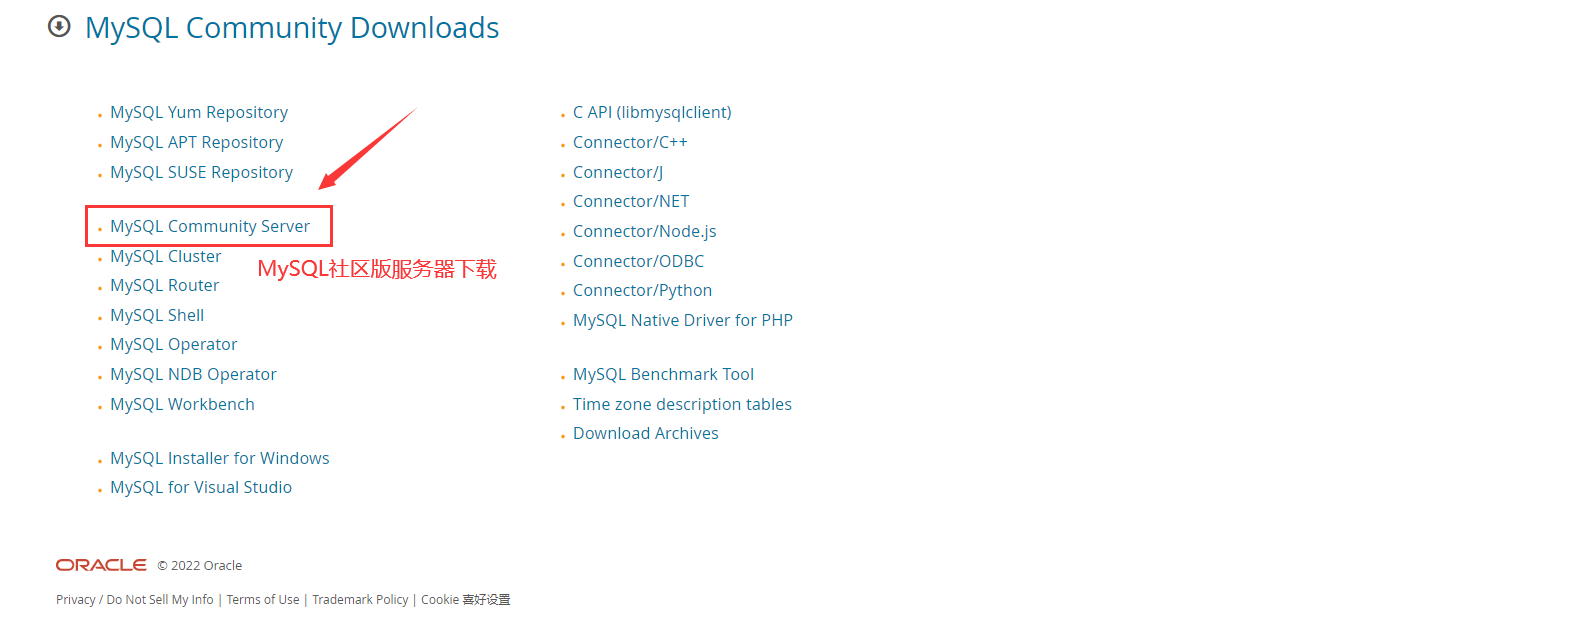 MySQL Community Downloads
MySQL Yum Repository
MySQL APT Repository
MySQL SUSE Repository
MySQL Community Server
MySQL Cluster
MySQL社区版服务器下载
MySQL Router
MySQL Shell
MySQL Operator
MySQL NDB Operator
MySQL Workbench
MySQL Installer for Windows
MySQL for Visual Studio
C API (libmysqlclient)
Connector/C++
Connector/J
Connector/NET
Connector/Node.js
Connector/ODBC
Connector/Python
MySQL Native Driver for PHP
MySQL Benchmark Tool
Time zone description tables
Download Archives
ORACLE © 2022 Oracle
Privacy / Do Not Sell My Info | Terms of Use | Trademark Policy | Cookie 喜好设置